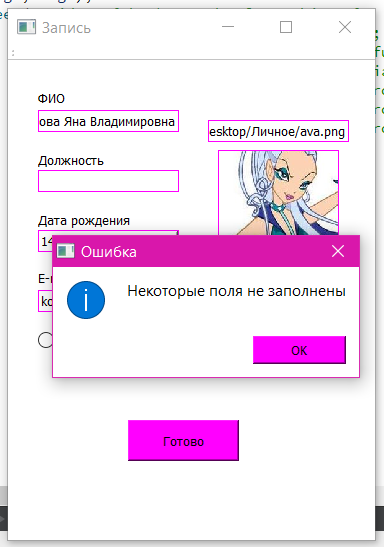 Запись
ФИО
ова Яна Владимировна
esktop/Личное/ava.png
Должность
Дата рождения
14
Ошибка
Некоторые поля не заполнены
OK
Готово